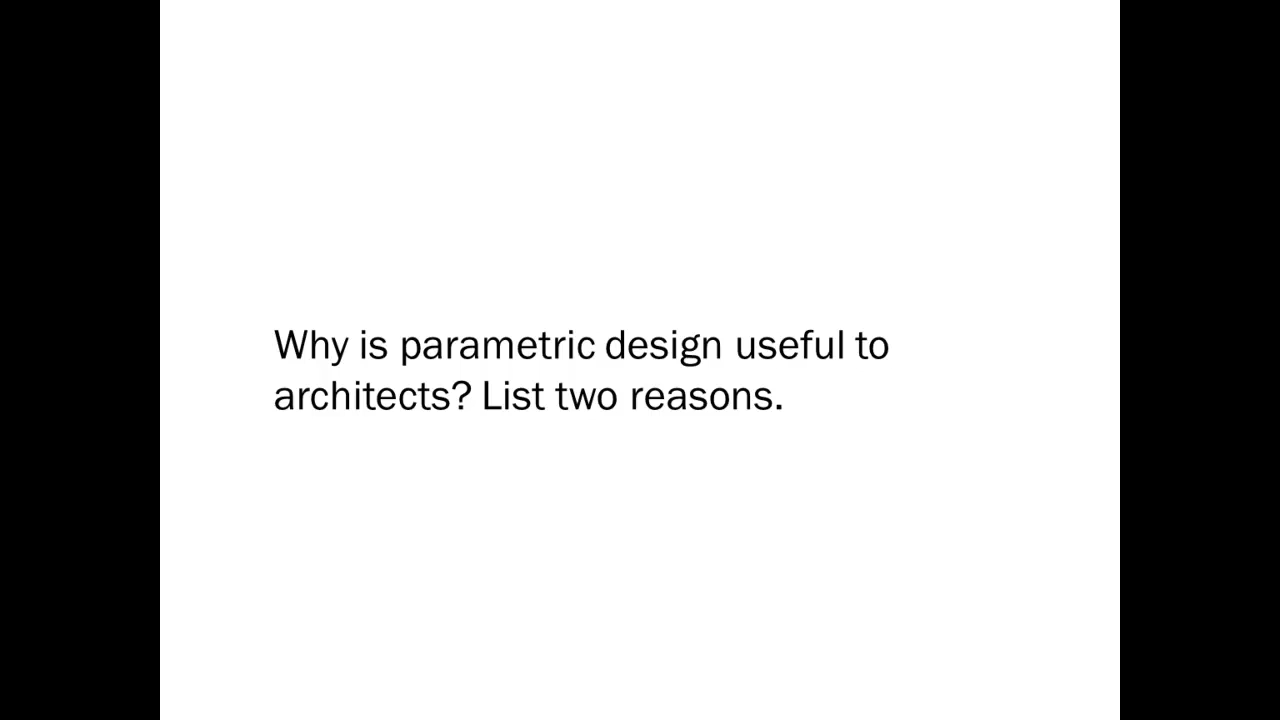 Why is parametric design useful to
architects? List two reasons.